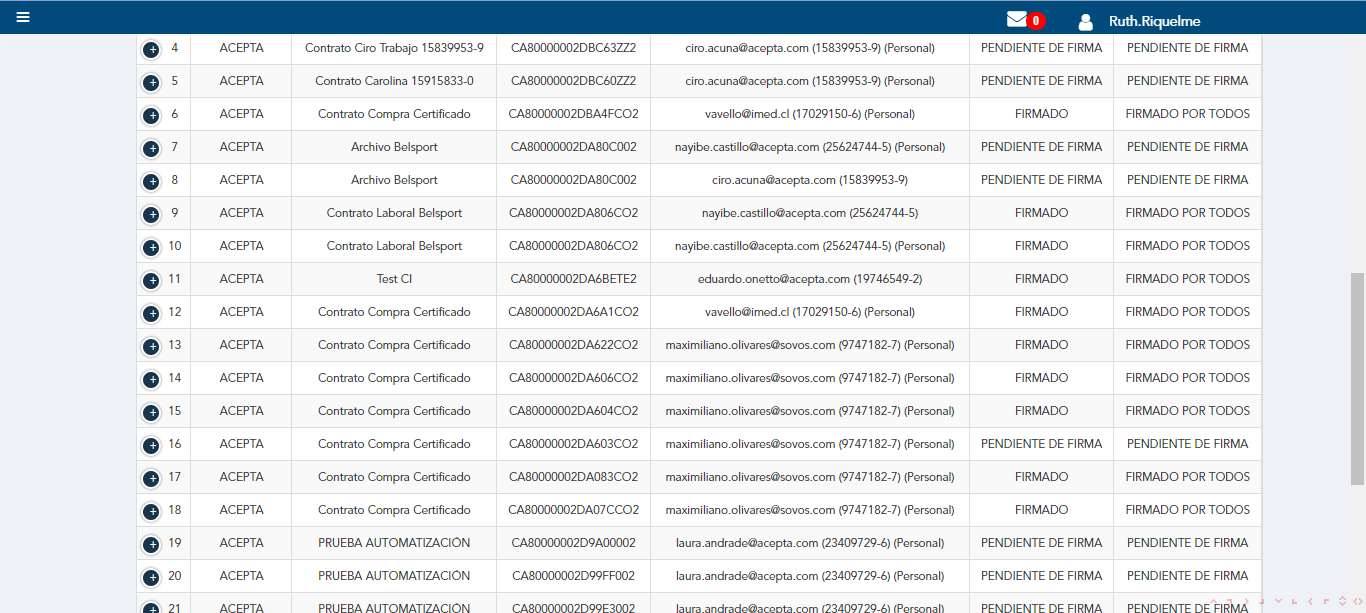 0 Ruth.Riquelme
4 ACEPTA Contrato Ciro Trabajo 15839953-9 CA80000002DBC63ZZ2 ciro.acuna@acepta.com (15839953-9) (Personal) PENDIENTE DE FIRMA PENDIENTE DE FIRMA
5 ACEPTA Contrato Carolina 15915833-0 CA80000002DBC60ZZ2 ciro.acuna@acepta.com (15839953-9) (Personal) PENDIENTE DE FIRMA PENDIENTE DE FIRMA
6 ACEPTA Contrato Compra Certificado CA80000002DBA4FCO2 vavello@imed.cl (17029150-6) (Personal) FIRMADO FIRMADO POR TODOS
7 ACEPTA Archivo Belsport CA80000002DA80C002 nayibe.castillo@acepta.com (25624744-5) (Personal) PENDIENTE DE FIRMA PENDIENTE DE FIRMA
8 ACEPTA Archivo Belsport CA80000002DA80C002 ciro.acuna@acepta.com (15839953-9) PENDIENTE DE FIRMA PENDIENTE DE FIRMA
9 ACEPTA Contrato Laboral Belsport CA80000002DA806CO2 nayibe.castillo@acepta.com (25624744-5) FIRMADO FIRMADO POR TODOS
10 ACEPTA Contrato Laboral Belsport CA80000002DA806CO2 nayibe.castillo@acepta.com (25624744-5) (Personal) FIRMADO FIRMADO POR TODOS
11 ACEPTA Test CI CA80000002DA6BETE2 eduardo.onetto@acepta.com (19746549-2) FIRMADO FIRMADO POR TODOS
12 ACEPTA Contrato Compra Certificado CA80000002DA6A1CO2 vavello@imed.cl (17029150-6) (Personal) FIRMADO FIRMADO POR TODOS
13 ACEPTA Contrato Compra Certificado CA80000002DA622CO2 maximiliano.olivares@sovos.com (9747182-7) (Personal) FIRMADO FIRMADO POR TODOS
14 ACEPTA Contrato Compra Certificado CA80000002DA606CO2 maximiliano.olivares@sovos.com (9747182-7) (Personal) FIRMADO FIRMADO POR TODOS
15 ACEPTA Contrato Compra Certificado CA80000002DA604CO2 maximiliano.olivares@sovos.com (9747182-7) (Personal) FIRMADO FIRMADO POR TODOS
16 ACEPTA Contrato Compra Certificado CA80000002DA603CO2 maximiliano.olivares@sovos.com (9747182-7) (Personal) PENDIENTE DE FIRMA PENDIENTE DE FIRMA
17 ACEPTA Contrato Compra Certificado CA80000002DA083CO2 maximiliano.olivares@sovos.com (9747182-7) (Personal) FIRMADO FIRMADO POR TODOS
18 ACEPTA Contrato Compra Certificado CA80000002DA07CCO2 maximiliano.olivares@sovos.com (9747182-7) (Personal) FIRMADO FIRMADO POR TODOS
19 ACEPTA PRUEBA AUTOMATIZACIÓN CA80000002D9A00002 laura.andrade@acepta.com (23409729-6) (Personal) PENDIENTE DE FIRMA PENDIENTE DE FIRMA
20 ACEPTA PRUEBA AUTOMATIZACIÓN CA80000002D99FF002 laura.andrade@acepta.com (23409729-6) (Personal) PENDIENTE DE FIRMA PENDIENTE DE FIRMA
21 ACEPTA PRUEBA AUTOMATIZACIÓN CA80000002D99E3002 laura.andrade@acepta.com (23409729-6) (Personal) PENDIENTE DE FIRMA PENDIENTE DE FIRMA